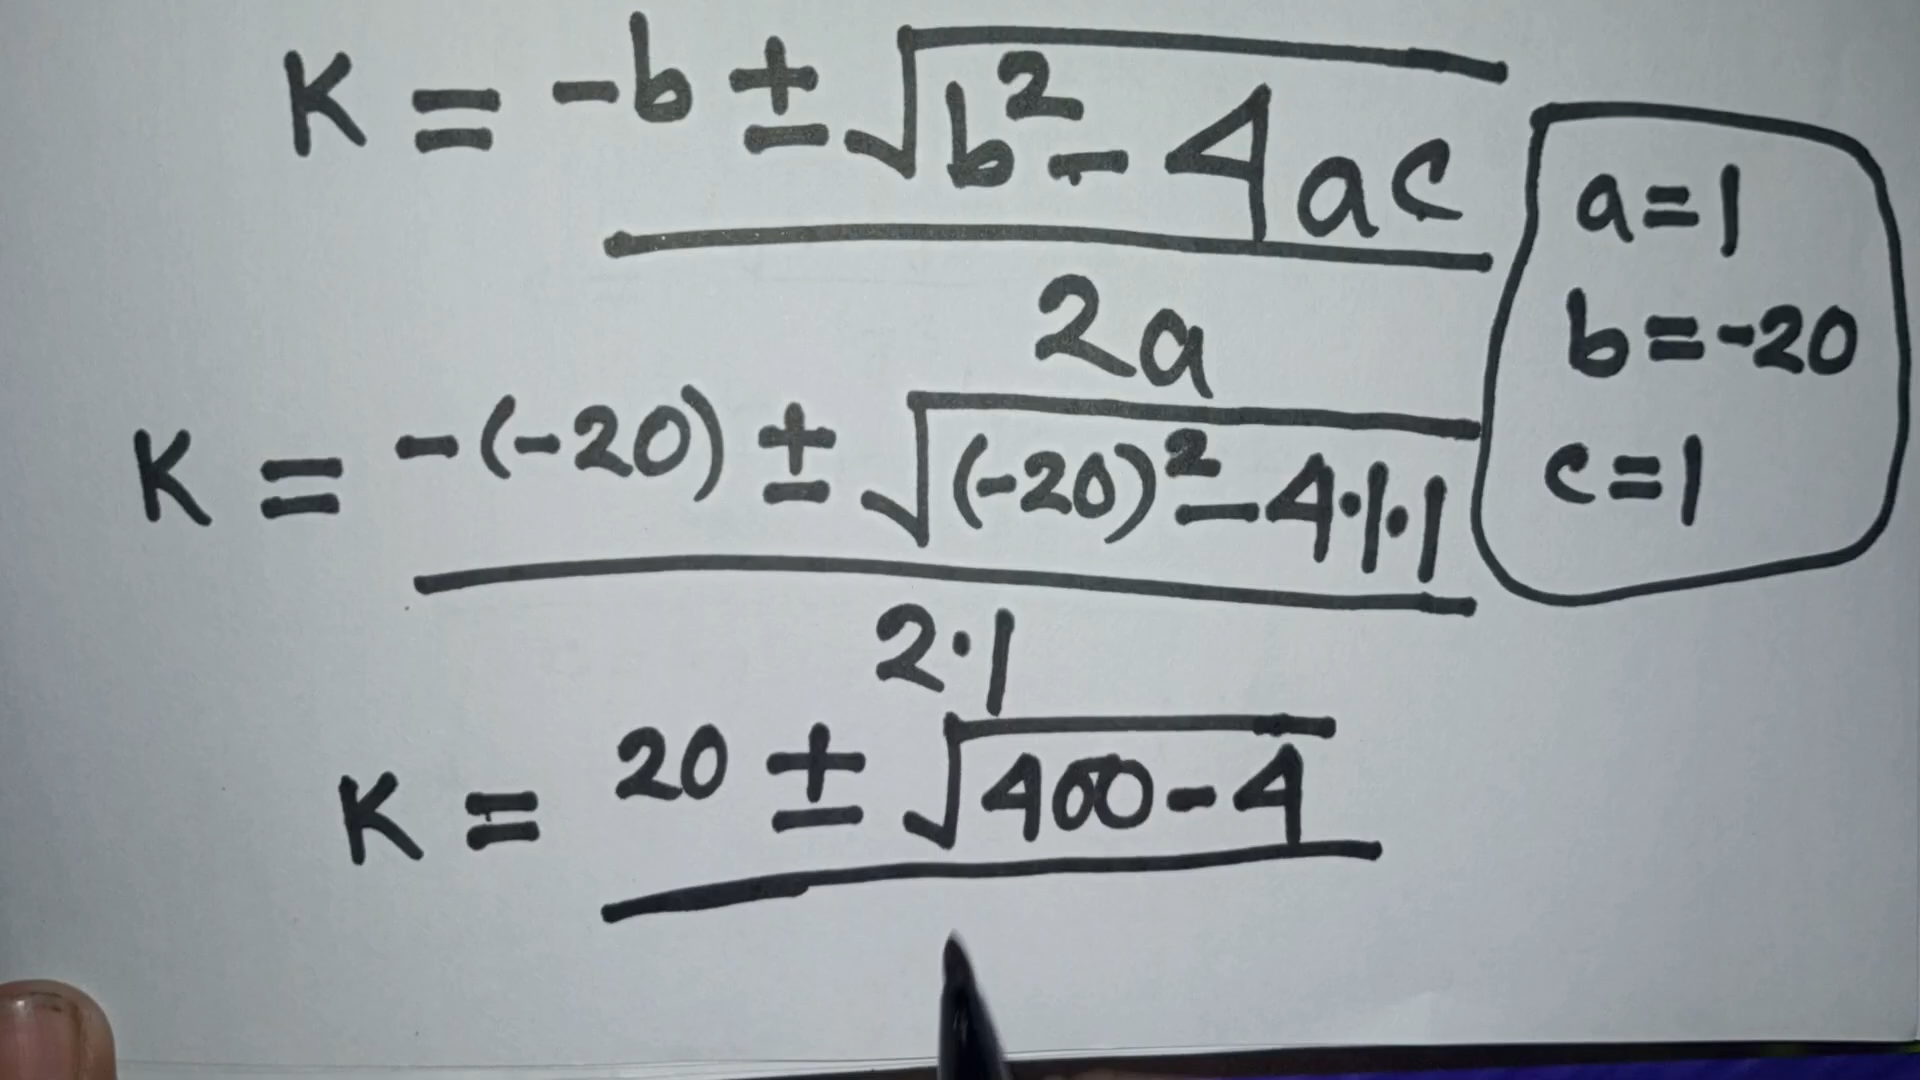 K = -b ± √b² - 4ac
2a
K = -(-20) ± √(-20)² - 4·1·1
2·1
K = 20 ± √400 - 4
a = 1
b = -20
c = 1